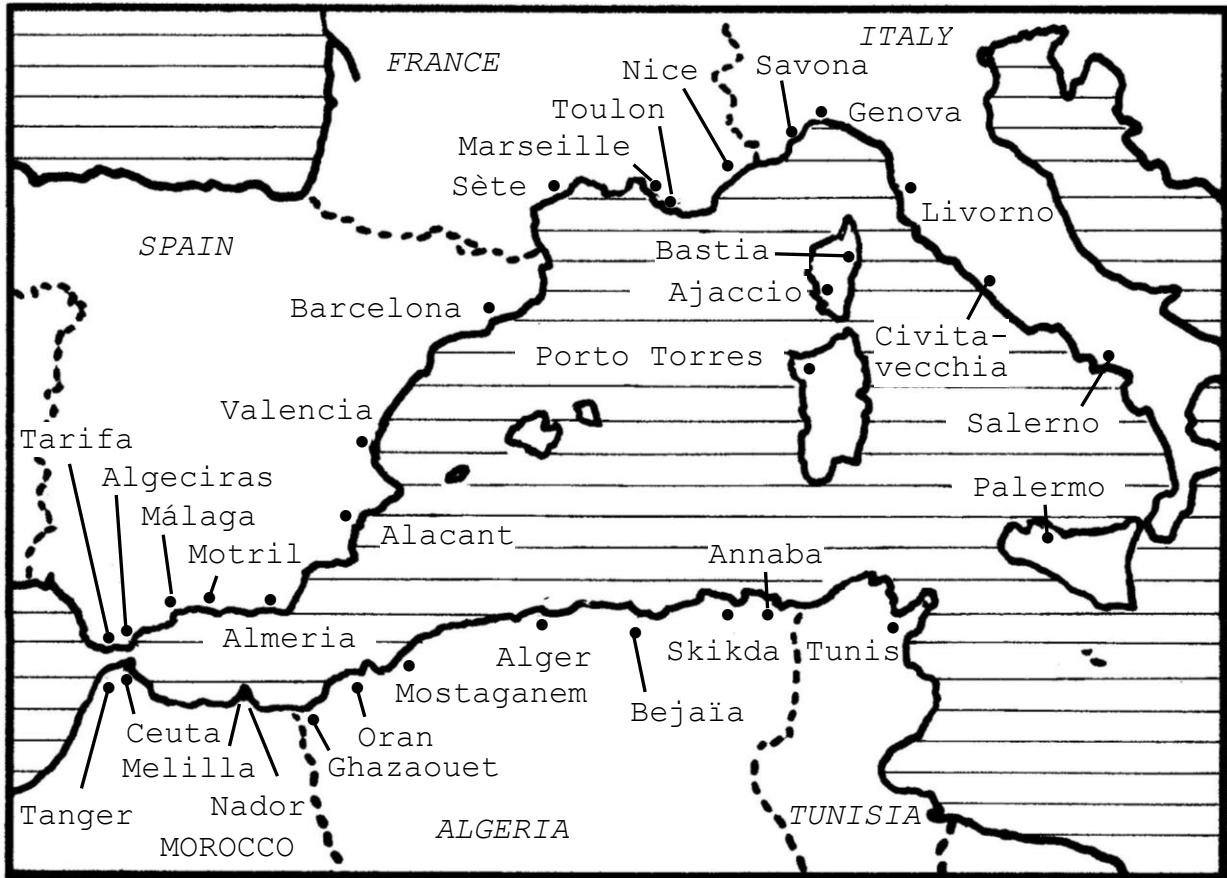 ITALY
FRANCE
Nice
Savona
Toulon
Genova
Marseille
Sète
Livorno
SPAIN
Bastia
Ajaccio
Barcelona
Civita-
vecchia
Porto Torres
Valencia
Salerno
Tarifa
Algeciras
Palermo
Málaga
Motril
Alacant
Annaba
Almeria
Alger
Skikda
Tunis
Mostaganem
Bejaïa
Ceuta
Oran
Melilla
Ghazaouet
Tanger
Nador
ALGERIA
TUNISIA
MOROCCO